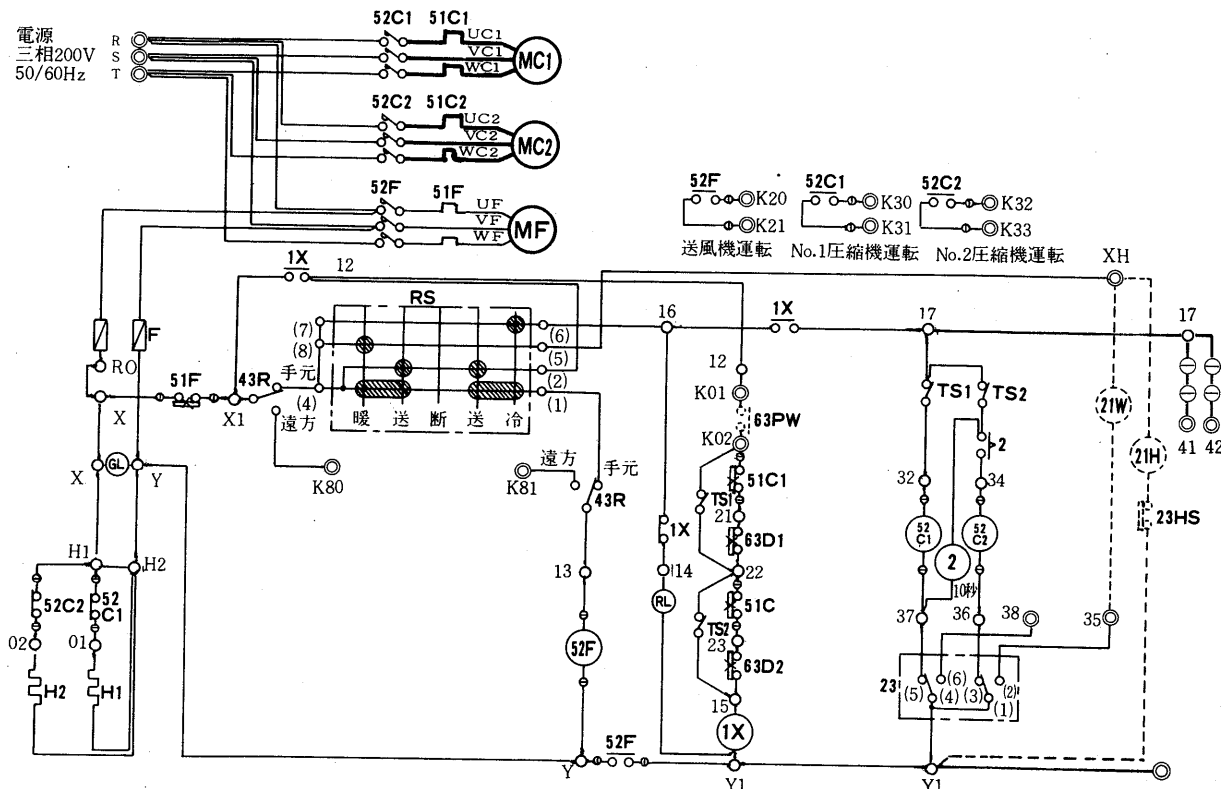 電源
三相200V
50/60Hz
R
S
T
52C1 51C1
UC1
VC1
WC1
MC1
52C2 51C2
UC2
VC2
WC2
MC2
52F 51F
UF
VF
WF
MF
52F
K20
K21
送風機運転
52C1
K30
K31
No.1圧縮機運転
52C2
K32
K33
No.2圧縮機運転
XH
1X
12
RS
(7)
(8)
(4)
(6)
(5)
(2)
(1)
暖 送 断 送 冷
F
RO
X
51F
X1
43R
手元
遠方
K80
K81
遠方
手元
43R
X
GL
Y
H1
H2
52C2
52
C1
02
01
H2
H1
13
52F
Y
52F
16
1X
17
17
12
K01
63PW
K02
51C1
TS1
21
63D1
22
51C
TS2
23
63D2
15
1X
Y1
1X
14
RL
TS1
TS2
2
32
34
52
C1
52
C2
2
10秒
37
36
38
35
23
(5)
(6)
(4)
(3)
(2)
(1)
Y1
21W
21H
23HS
41
42